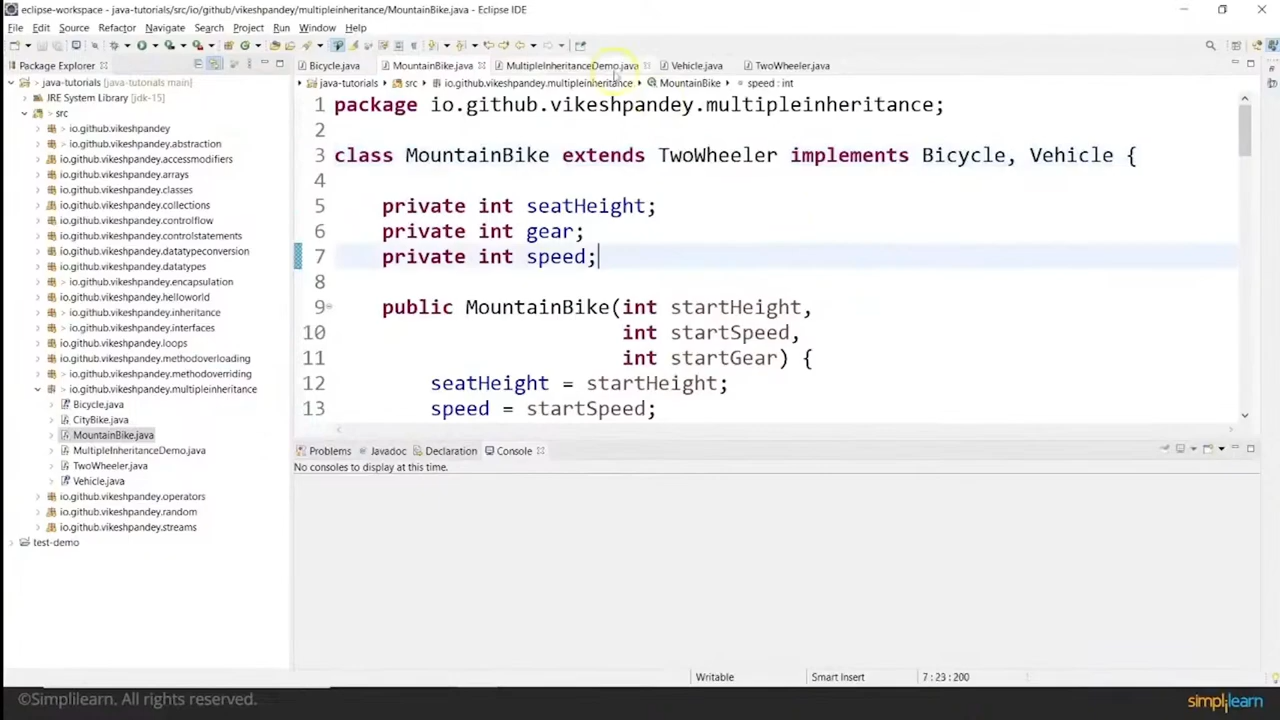 eclipse-workspace - java-tutorials/src/io/github/vikeshpandey/multipleinheritance/MountainBike.java - Eclipse IDE
File Edit Source Refactor Navigate Search Project Run Window Help
Package Explorer
Bicycle.java MountainBike.java MultipleInheritanceDemo.java Vehicle.java TwoWheeler.java
java-tutorials src io.github.vikeshpandey.multipleinheritance MountainBike speed : int
java-tutorials [java-tutorials main]
JRE System Library [jdk-15]
src
io.github.vikeshpandey
io.github.vikeshpandey.abstraction
io.github.vikeshpandey.accessmodifiers
io.github.vikeshpandey.arrays
io.github.vikeshpandey.classes
io.github.vikeshpandey.collections
io.github.vikeshpandey.controlflow
io.github.vikeshpandey.controlstatements
io.github.vikeshpandey.datatypeconversion
io.github.vikeshpandey.datatypes
io.github.vikeshpandey.encapsulation
io.github.vikeshpandey.helloworld
io.github.vikeshpandey.inheritance
io.github.vikeshpandey.interfaces
io.github.vikeshpandey.loops
io.github.vikeshpandey.methodoverloading
io.github.vikeshpandey.methodoverriding
io.github.vikeshpandey.multipleinheritance
Bicycle.java
CityBike.java
MountainBike.java
MultipleInheritanceDemo.java
TwoWheeler.java
Vehicle.java
io.github.vikeshpandey.operators
io.github.vikeshpandey.random
io.github.vikeshpandey.streams
test-demo
1 package io.github.vikeshpandey.multipleinheritance;
2
3 class MountainBike extends TwoWheeler implements Bicycle, Vehicle {
4
5 private int seatHeight;
6 private int gear;
7 private int speed;
8
9 public MountainBike(int startHeight,
10 int startSpeed,
11 int startGear) {
12 seatHeight = startHeight;
13 speed = startSpeed;
Problems Javadoc Declaration Console
No consoles to display at this time.
Writable Smart Insert 7 : 23 : 200
©Simplilearn. All rights reserved.
simplilearn